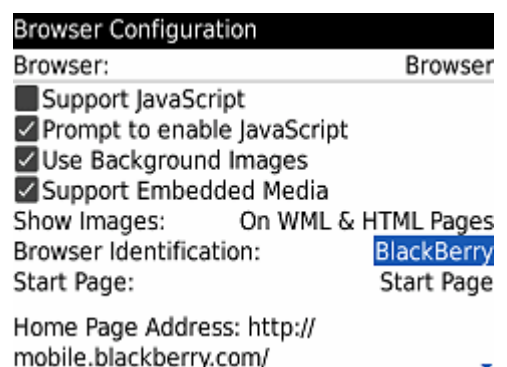 Browser Configuration
Browser: Browser
Support JavaScript
Prompt to enable JavaScript
Use Background Images
Support Embedded Media
Show Images: On WML & HTML Pages
Browser Identification: BlackBerry
Start Page: Start Page
Home Page Address: http://
mobile.blackberry.com/